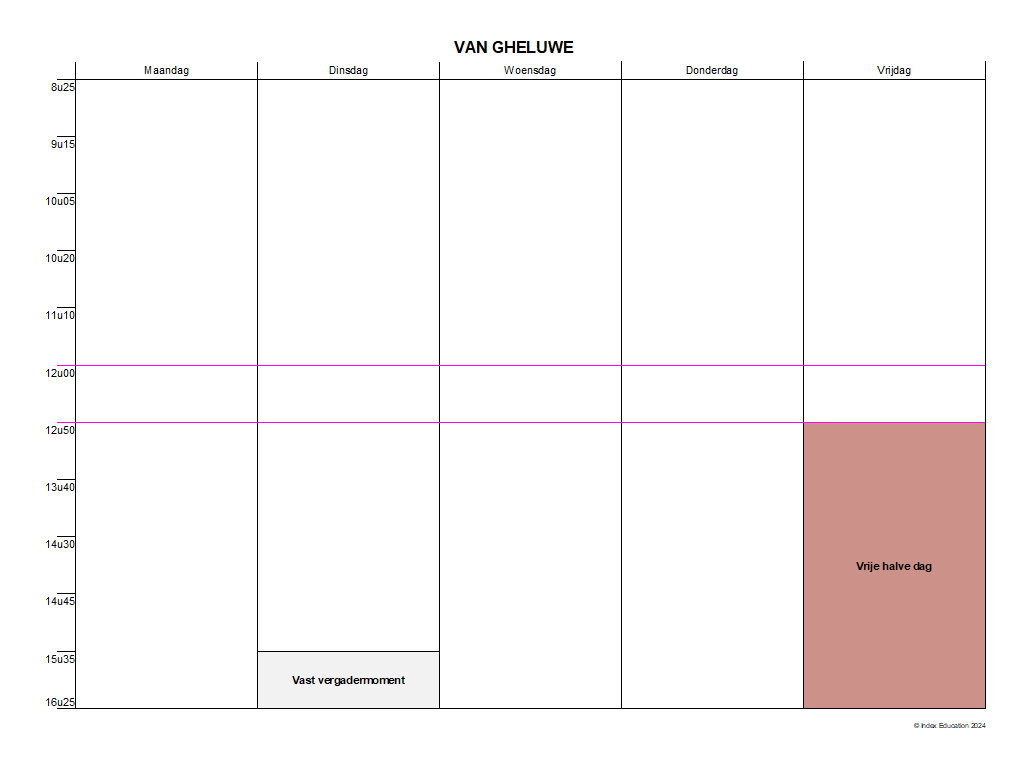 VAN GHELUWE
Maandag Dinsdag Woensdag Donderdag Vrijdag
8u25
9u15
10u05
10u20
11u10
12u00
12u50
13u40
14u30
Vrije halve dag
14u45
15u35
Vast vergadermoment
16u25
© Index Education 2024